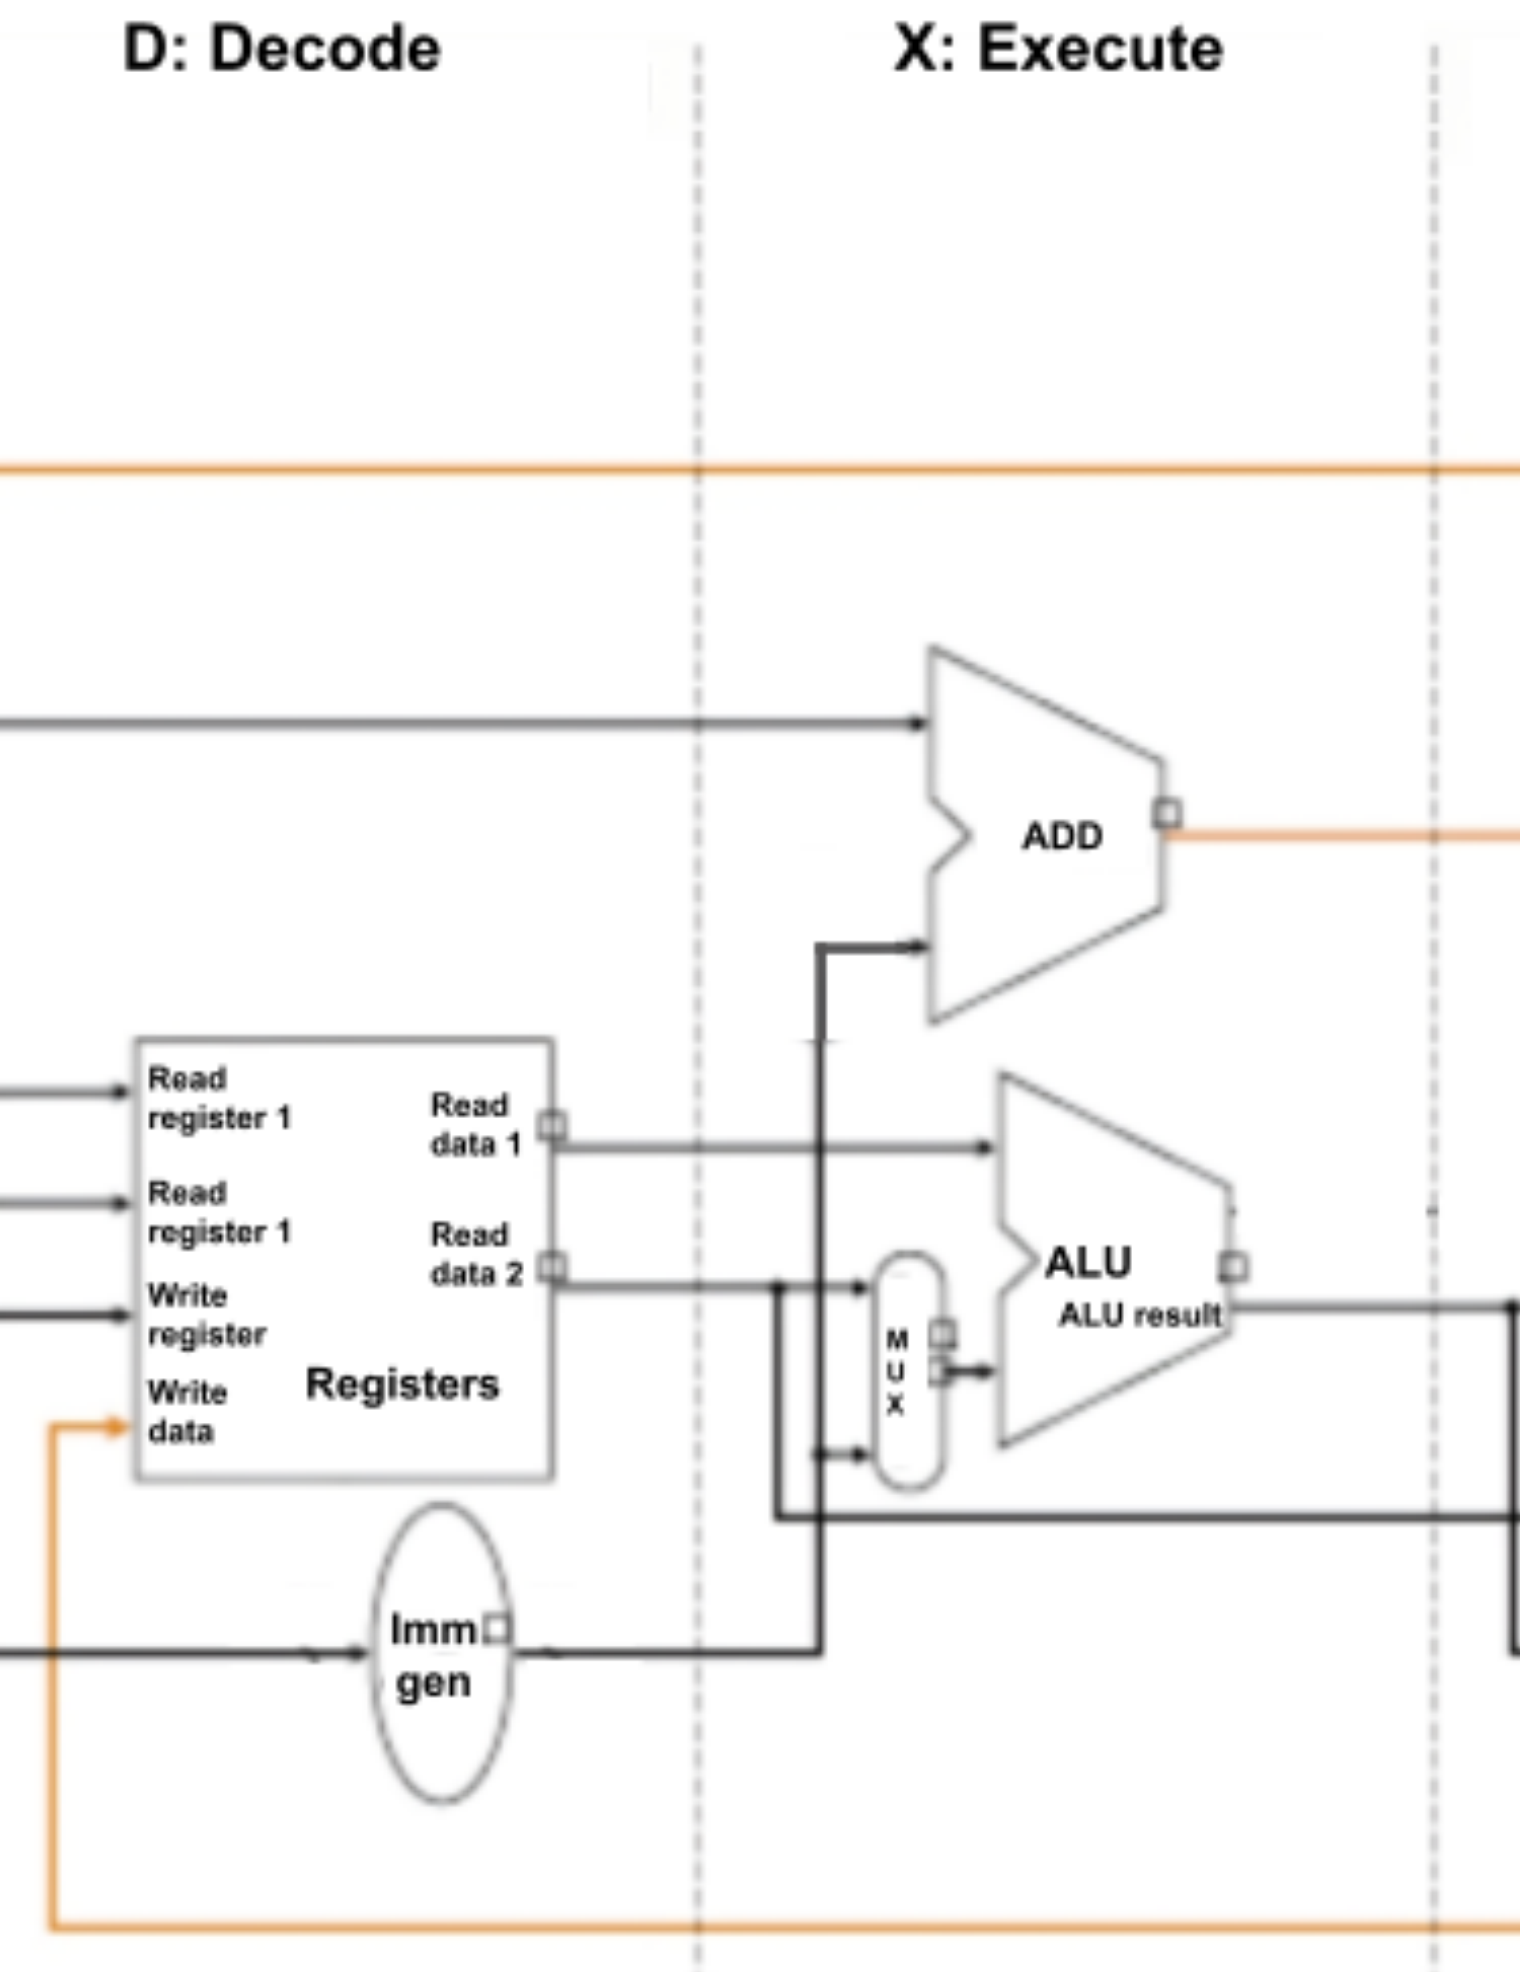 D: Decode
X: Execute
ADD
Read
register 1
Read
data 1
Read
register 1
Read
data 2
Write
register
Write
data
Registers
M
U
X
ALU
ALU result
Imm
gen